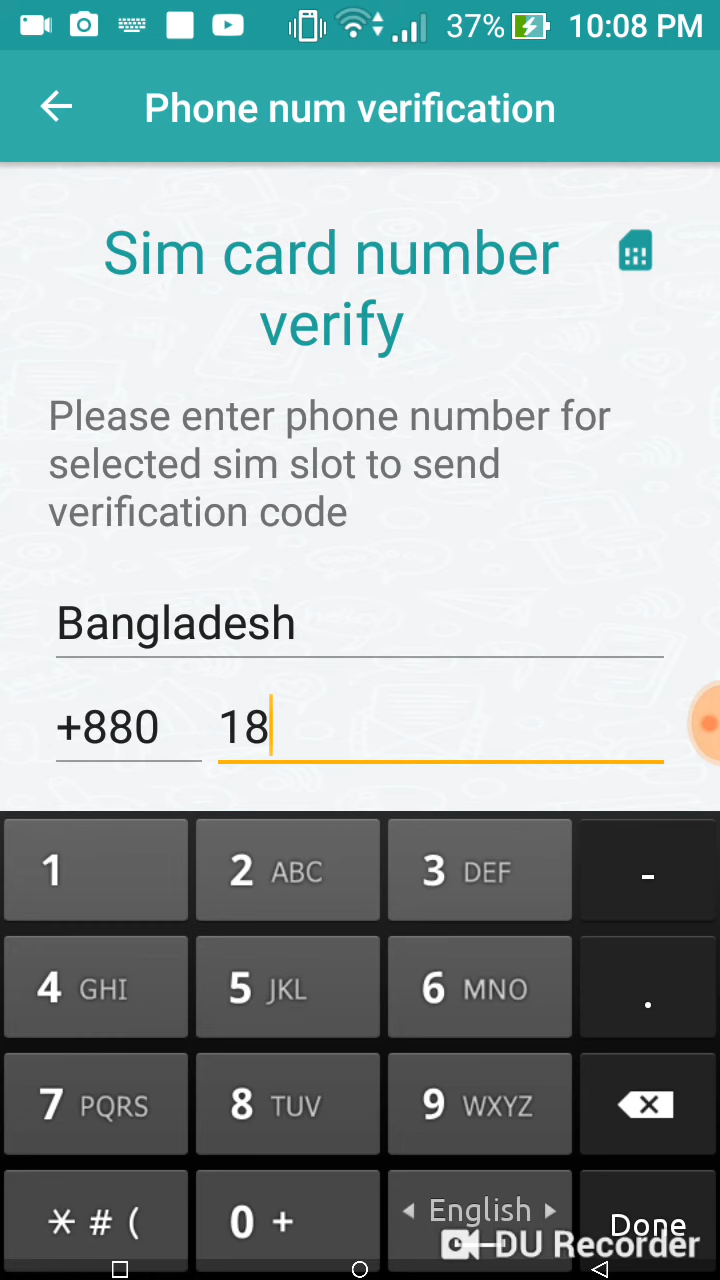 37% 10:08 PM
Phone num verification
Sim card number
verify
Please enter phone number for
selected sim slot to send
verification code
Bangladesh
+880 18
1 2 ABC 3 DEF -
4 GHI 5 JKL 6 MNO .
7 PQRS 8 TUV 9 WXYZ
* # ( 0 + English Done
DU Recorder